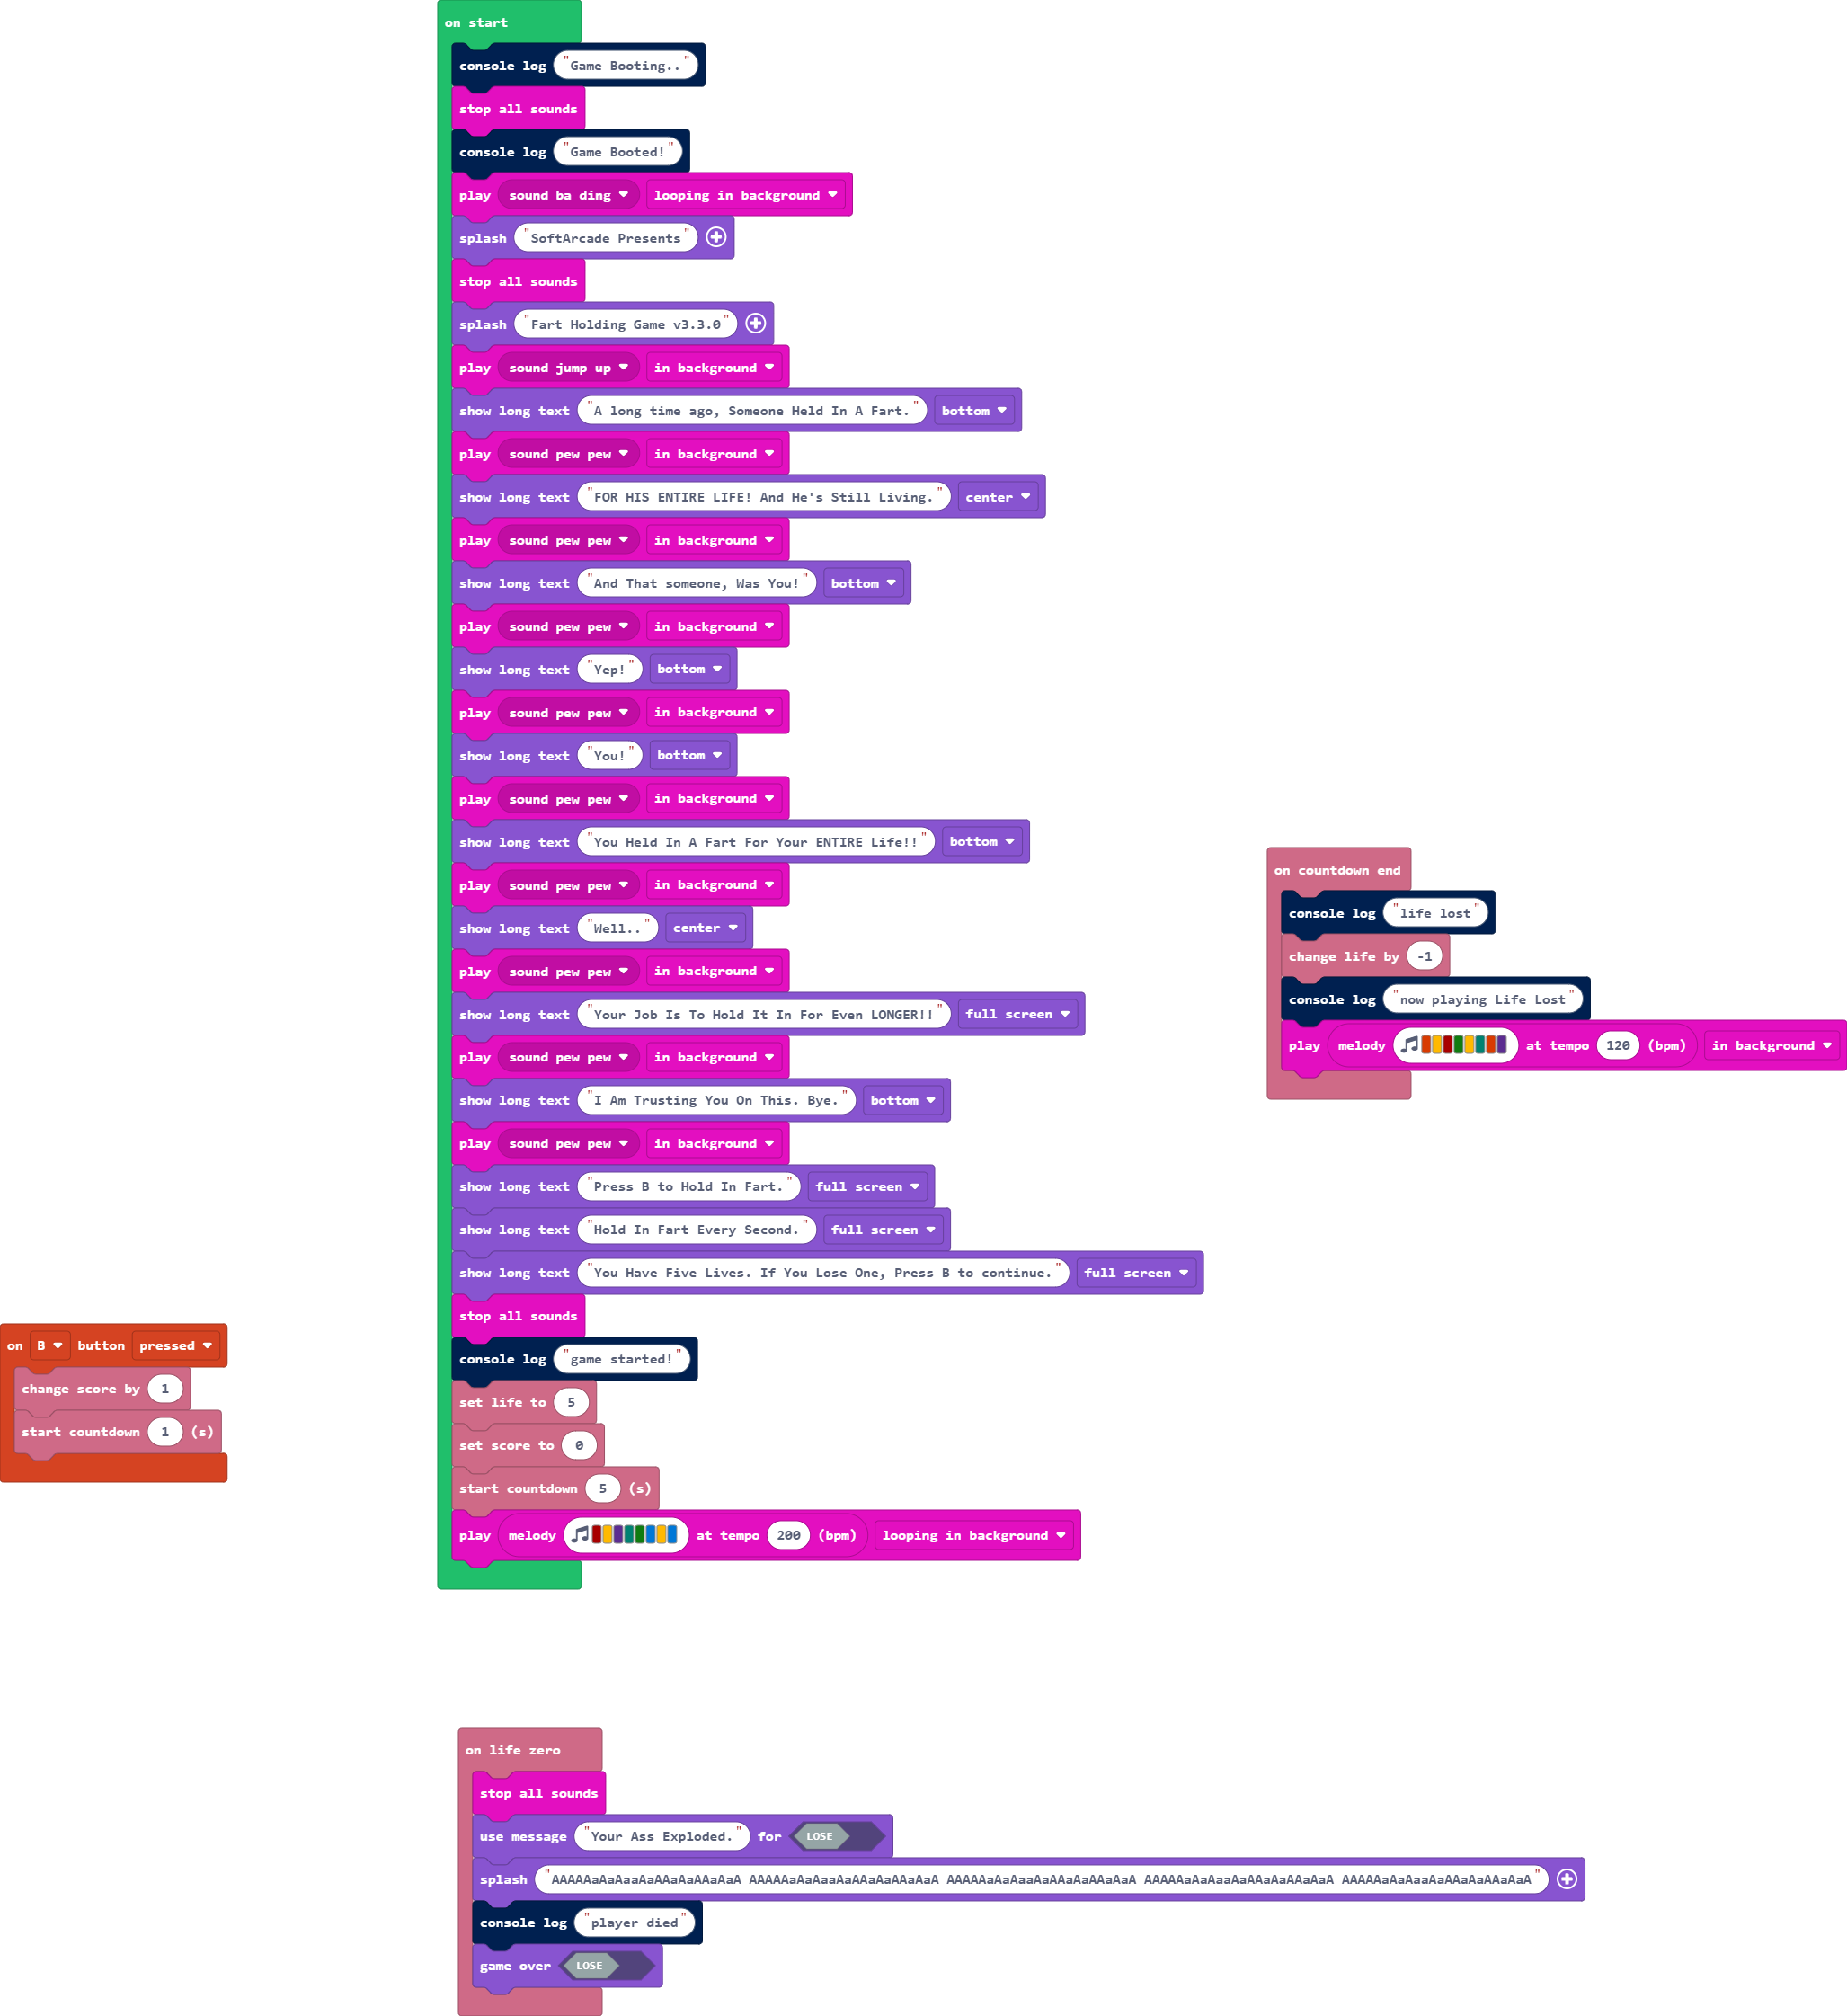 on start
console log "Game Booting.."
stop all sounds
console log "Game Booted!"
play sound ba ding looping in background
splash "SoftArcade Presents"
stop all sounds
splash "Fart Holding Game v3.3.0"
play sound jump up in background
show long text "A long time ago, Someone Held In A Fart." bottom
play sound pew pew in background
show long text "FOR HIS ENTIRE LIFE! And He's Still Living." center
play sound pew pew in background
show long text "And That someone, Was You!" bottom
play sound pew pew in background
show long text "Yep!" bottom
play sound pew pew in background
show long text "You!" bottom
play sound pew pew in background
show long text "You Held In A Fart For Your ENTIRE Life!!" bottom
play sound pew pew in background
show long text "Well.." center
play sound pew pew in background
show long text "Your Job Is To Hold It In For Even LONGER!!" full screen
play sound pew pew in background
show long text "I Am Trusting You On This. Bye." bottom
play sound pew pew in background
show long text "Press B to Hold In Fart." full screen
show long text "Hold In Fart Every Second." full screen
show long text "You Have Five Lives. If You Lose One, Press B to continue." full screen
stop all sounds
console log "game started!"
set life to 5
set score to 0
start countdown 5 (s)
play melody at tempo 200 (bpm) looping in background
on countdown end
console log "life lost"
change life by -1
console log "now playing Life Lost"
play melody at tempo 120 (bpm) in background
on B button pressed
change score by 1
start countdown 1 (s)
on life zero
stop all sounds
use message "Your Ass Exploded." for LOSE
splash "AAAAAaAaAaaAaAAaAaAAaAaA AAAAAaAaAaaAaAAaAaAAaAaA AAAAAaAaAaaAaAAaAaAAaAaA AAAAAaAaAaaAaAAaAaAAaAaA AAAAAaAaAaaAaAAaAaAAaAaA"
console log "player died"
game over LOSE